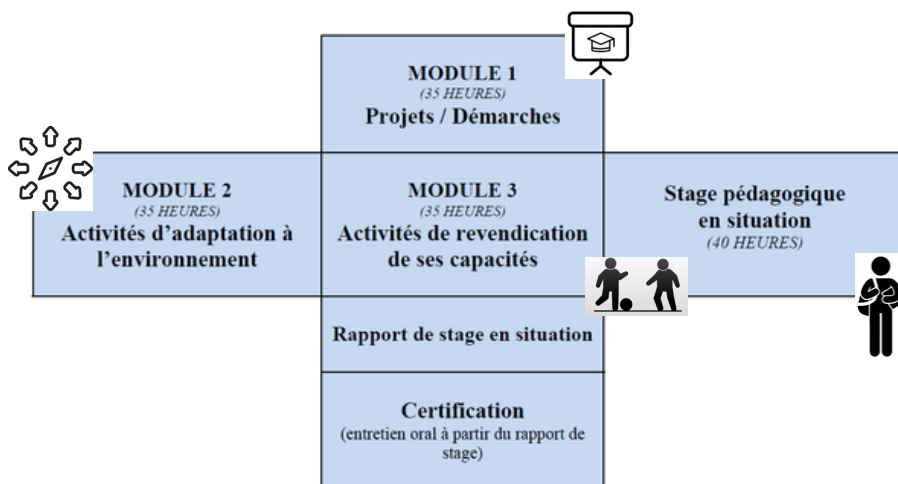 MODULE 1
(35 HEURES)
Projets / Démarches
MODULE 2
(35 HEURES)
Activités d’adaptation à
l’environnement
MODULE 3
(35 HEURES)
Activités de revendication
de ses capacités
Stage pédagogique
en situation
(40 HEURES)
Rapport de stage en situation
Certification
(entretien oral à partir du rapport de
stage)